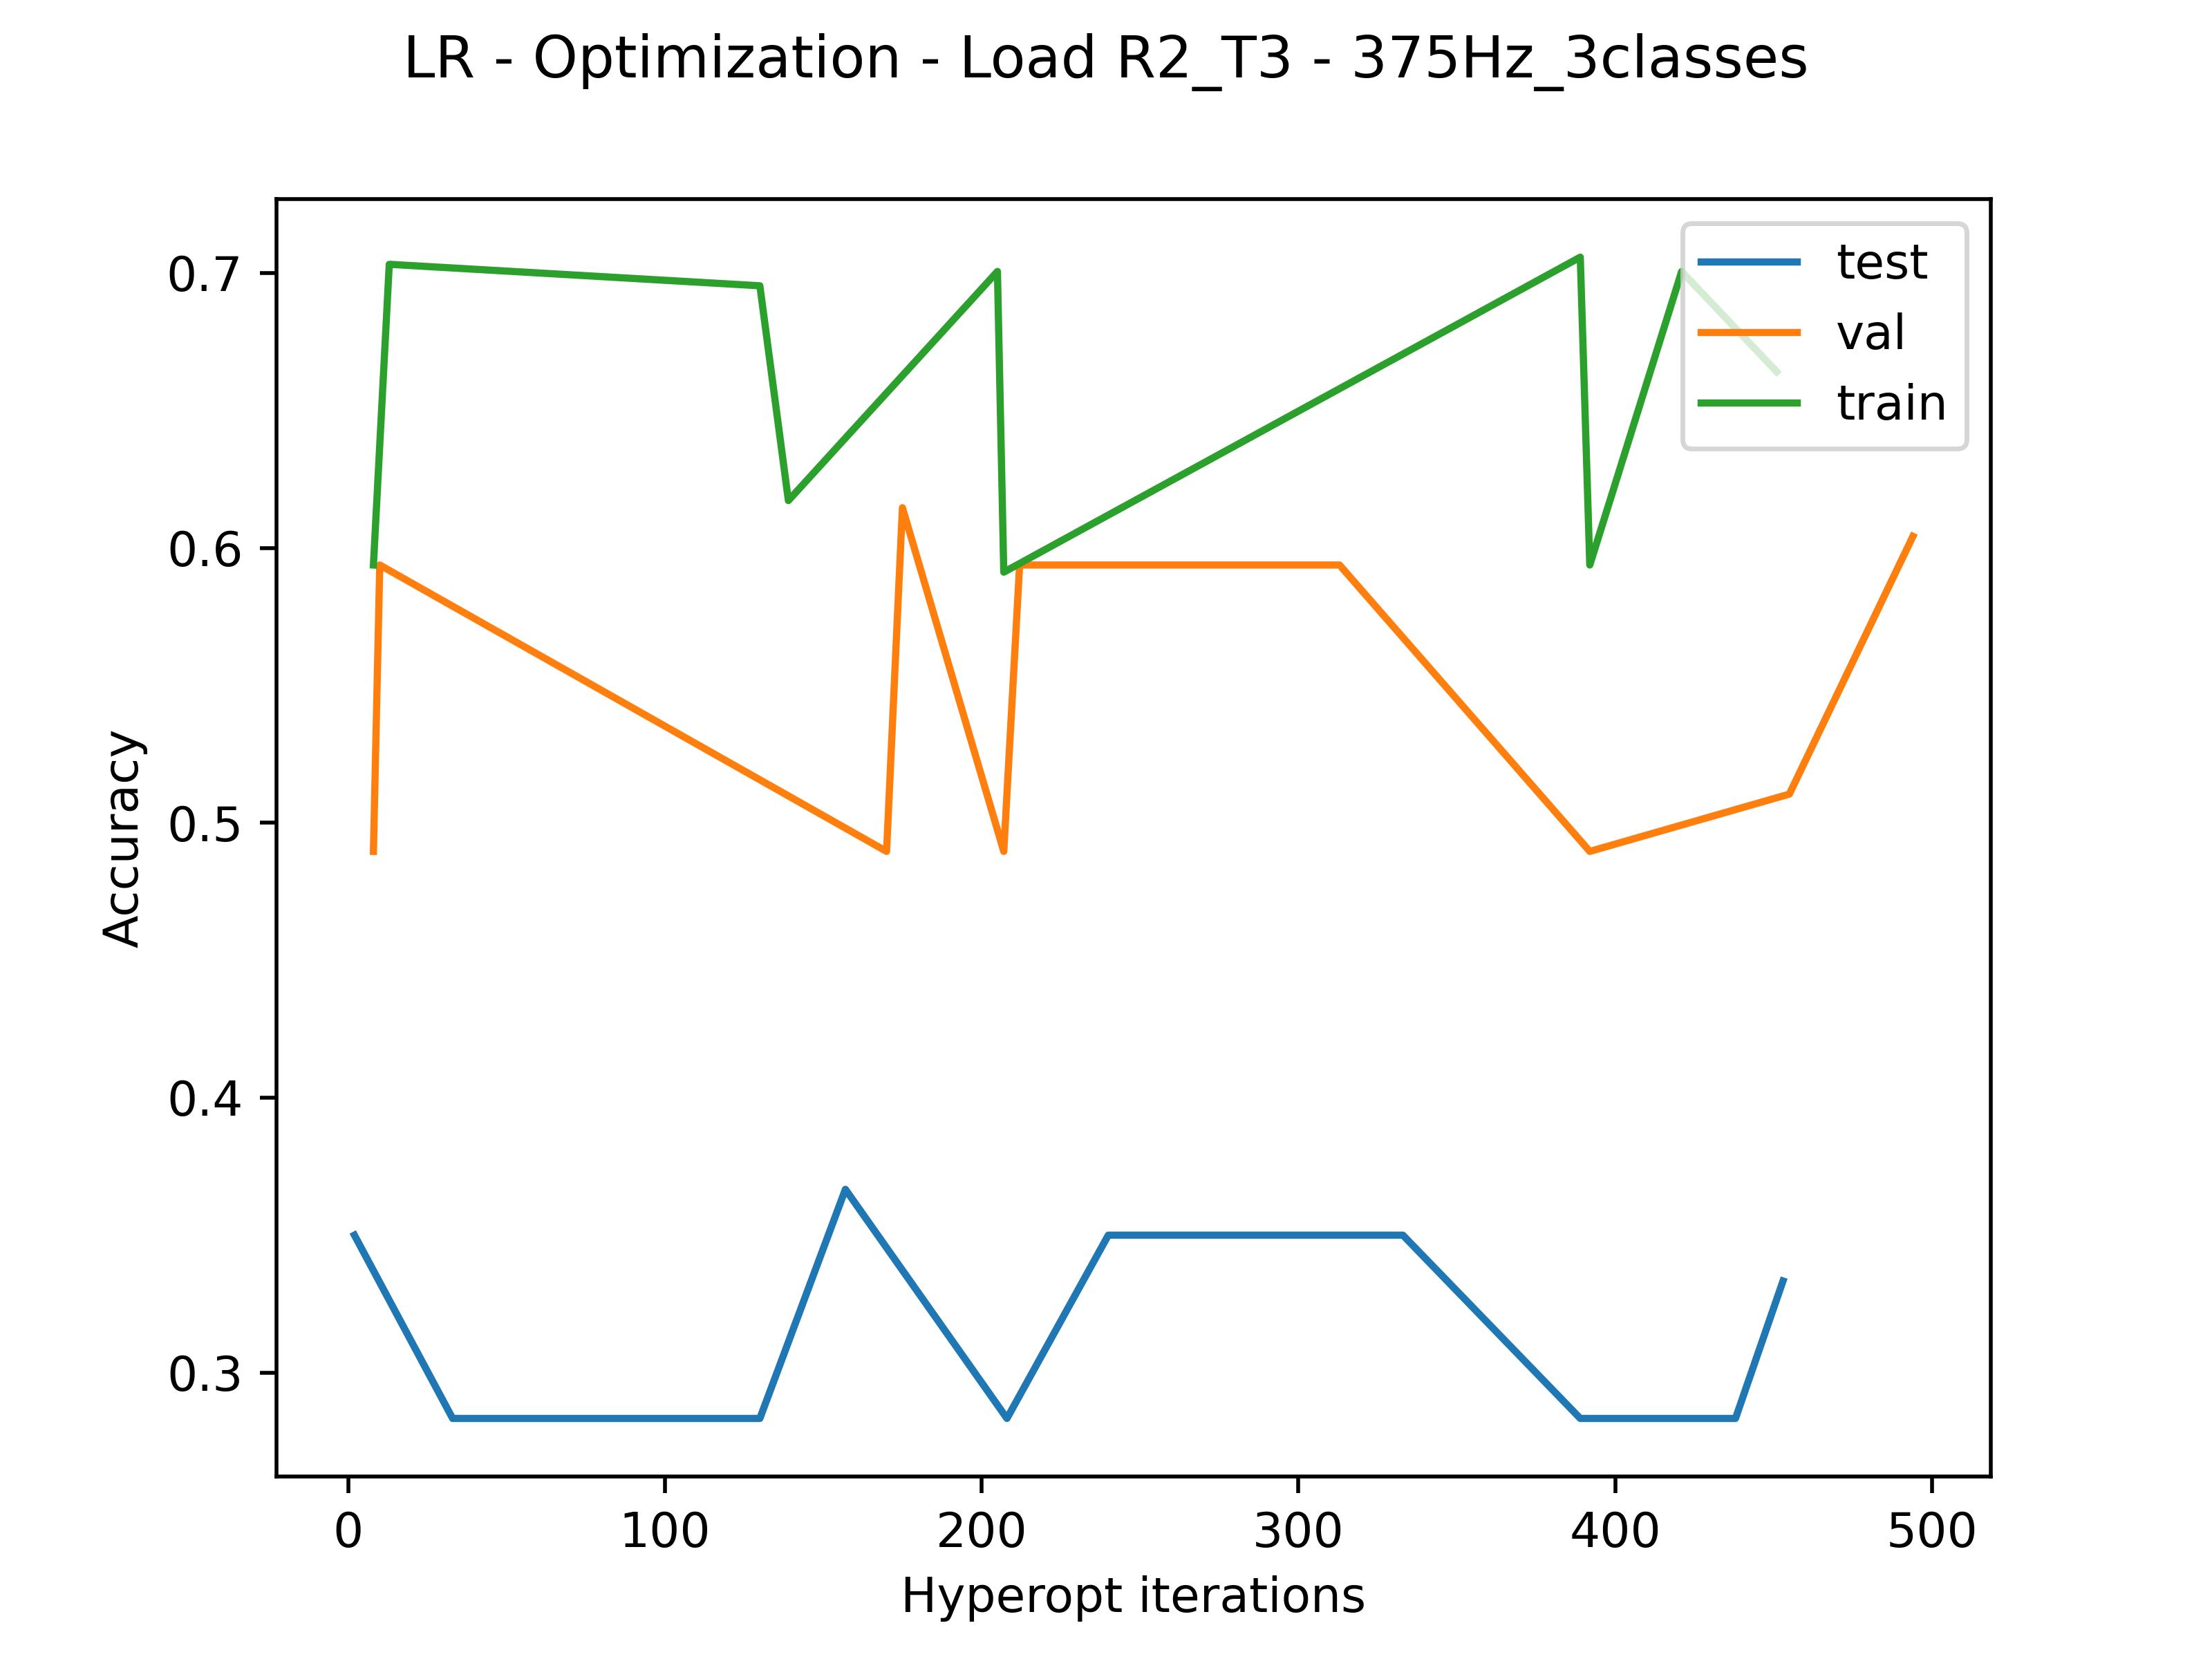 LR - Optimization - Load R2_T3 - 375Hz_3classes
test
val
train
0.7
0.6
0.5
0.4
0.3
Accuracy
0 100 200 300 400 500
Hyperopt iterations